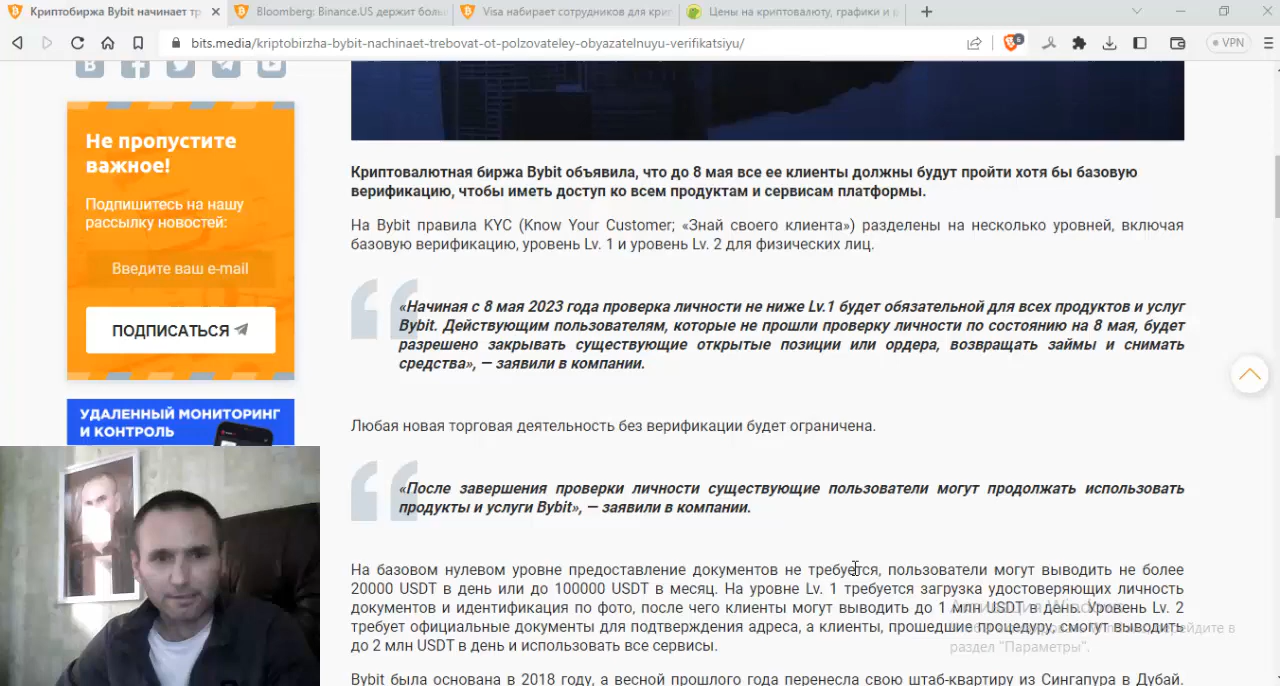 Криптобиржа Bybit начинает тр
Bloomberg: Binance.US держит боль
Visa набирает сотрудников для крип
Цены на криптовалюту, графики и ц
bits.media/kriptobirzha-bybit-nachinaet-trebovat-ot-polzovateley-obyazatelnuyu-verifikatsiyu/
6
VPN
Не пропустите
важное!
Подпишитесь на нашу
рассылку новостей:
Введите ваш e-mail
ПОДПИСАТЬСЯ
УДАЛЕННЫЙ МОНИТОРИНГ
И КОНТРОЛЬ
Криптовалютная биржа Bybit объявила, что до 8 мая все ее клиенты должны будут пройти хотя бы базовую
верификацию, чтобы иметь доступ ко всем продуктам и сервисам платформы.
На Bybit правила KYC (Know Your Customer; «Знай своего клиента») разделены на несколько уровней, включая
базовую верификацию, уровень Lv. 1 и уровень Lv. 2 для физических лиц.
«Начиная с 8 мая 2023 года проверка личности не ниже Lv.1 будет обязательной для всех продуктов и услуг
Bybit. Действующим пользователям, которые не прошли проверку личности по состоянию на 8 мая, будет
разрешено закрывать существующие открытые позиции или ордера, возвращать займы и снимать
средства», — заявили в компании.
Любая новая торговая деятельность без верификации будет ограничена.
«После завершения проверки личности существующие пользователи могут продолжать использовать
продукты и услуги Bybit», — заявили в компании.
На базовом нулевом уровне предоставление документов не требуется, пользователи могут выводить не более
20000 USDT в день или до 100000 USDT в месяц. На уровне Lv. 1 требуется загрузка удостоверяющих личность
документов и идентификация по фото, после чего клиенты могут выводить до 1 млн USDT в день. Уровень Lv. 2
требует официальные документы для подтверждения адреса, а клиенты, прошедшие процедуру, смогут выводить
до 2 млн USDT в день и использовать все сервисы.
раздел "Параметры".
Bybit была основана в 2018 году, а весной прошлого года перенесла свою штаб-квартиру из Сингапура в Дубай.